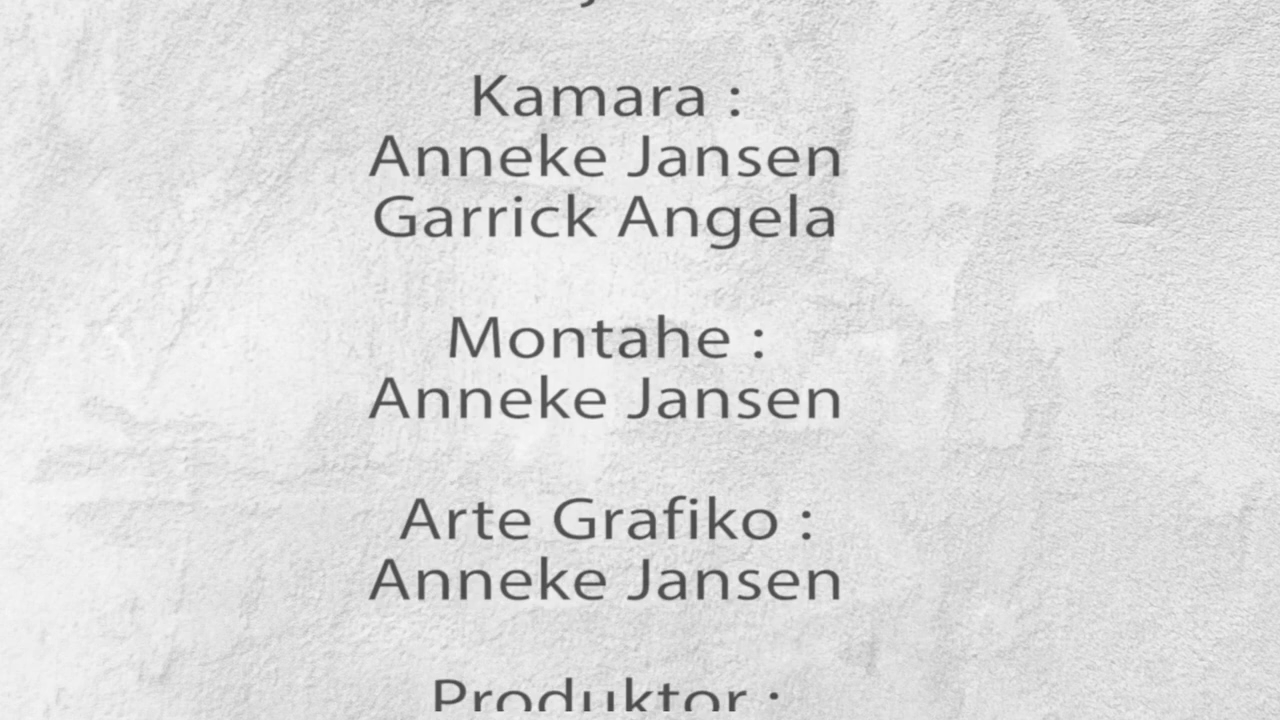 Kamara :
Anneke Jansen
Garrick Angela
Montahe :
Anneke Jansen
Arte Grafiko :
Anneke Jansen
Produktor :